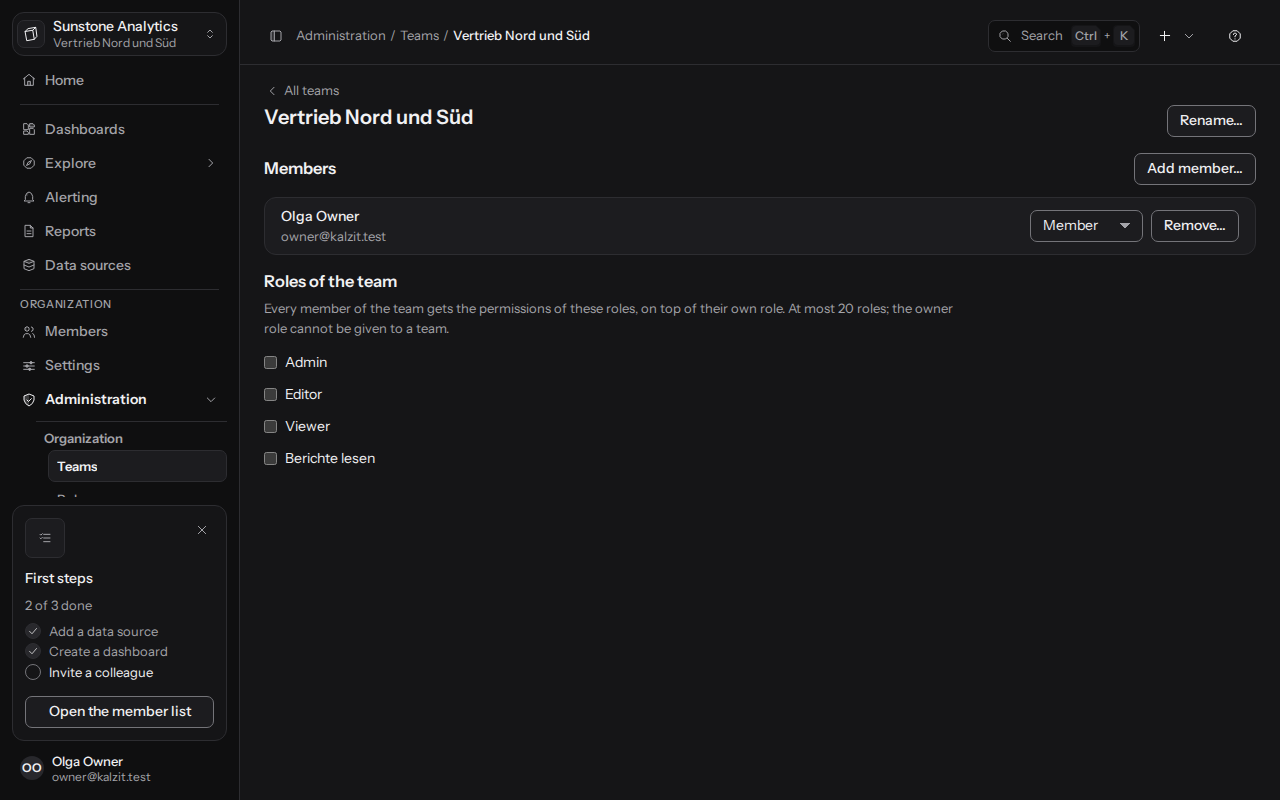 Sunstone Analytics
Vertrieb Nord und Süd
Home
Dashboards
Explore
Alerting
Reports
Data sources
ORGANIZATION
Members
Settings
Administration
Organization
Teams
First steps
2 of 3 done
Add a data source
Create a dashboard
Invite a colleague
Open the member list
OO
Olga Owner
owner@kalzit.test
Administration / Teams / Vertrieb Nord und Süd
Search Ctrl + K
All teams
Vertrieb Nord und Süd
Rename...
Members
Add member...
Olga Owner
owner@kalzit.test
Member
Remove...
Roles of the team
Every member of the team gets the permissions of these roles, on top of their own role. At most 20 roles; the owner
role cannot be given to a team.
Admin
Editor
Viewer
Berichte lesen